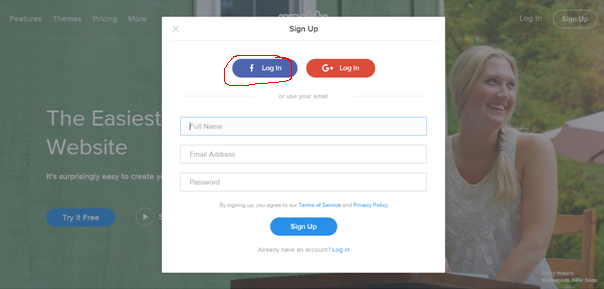 Features Themes Pricing More
Log In Sign Up
Sign Up
f Log In
G+ Log In
or use your email
The Easiest
Website
Full Name
Email Address
It's surprisingly easy to create
Password
By signing up, you agree to our Terms of Service and Privacy Policy
Try it Free
Sign Up
Already have an account? Log in